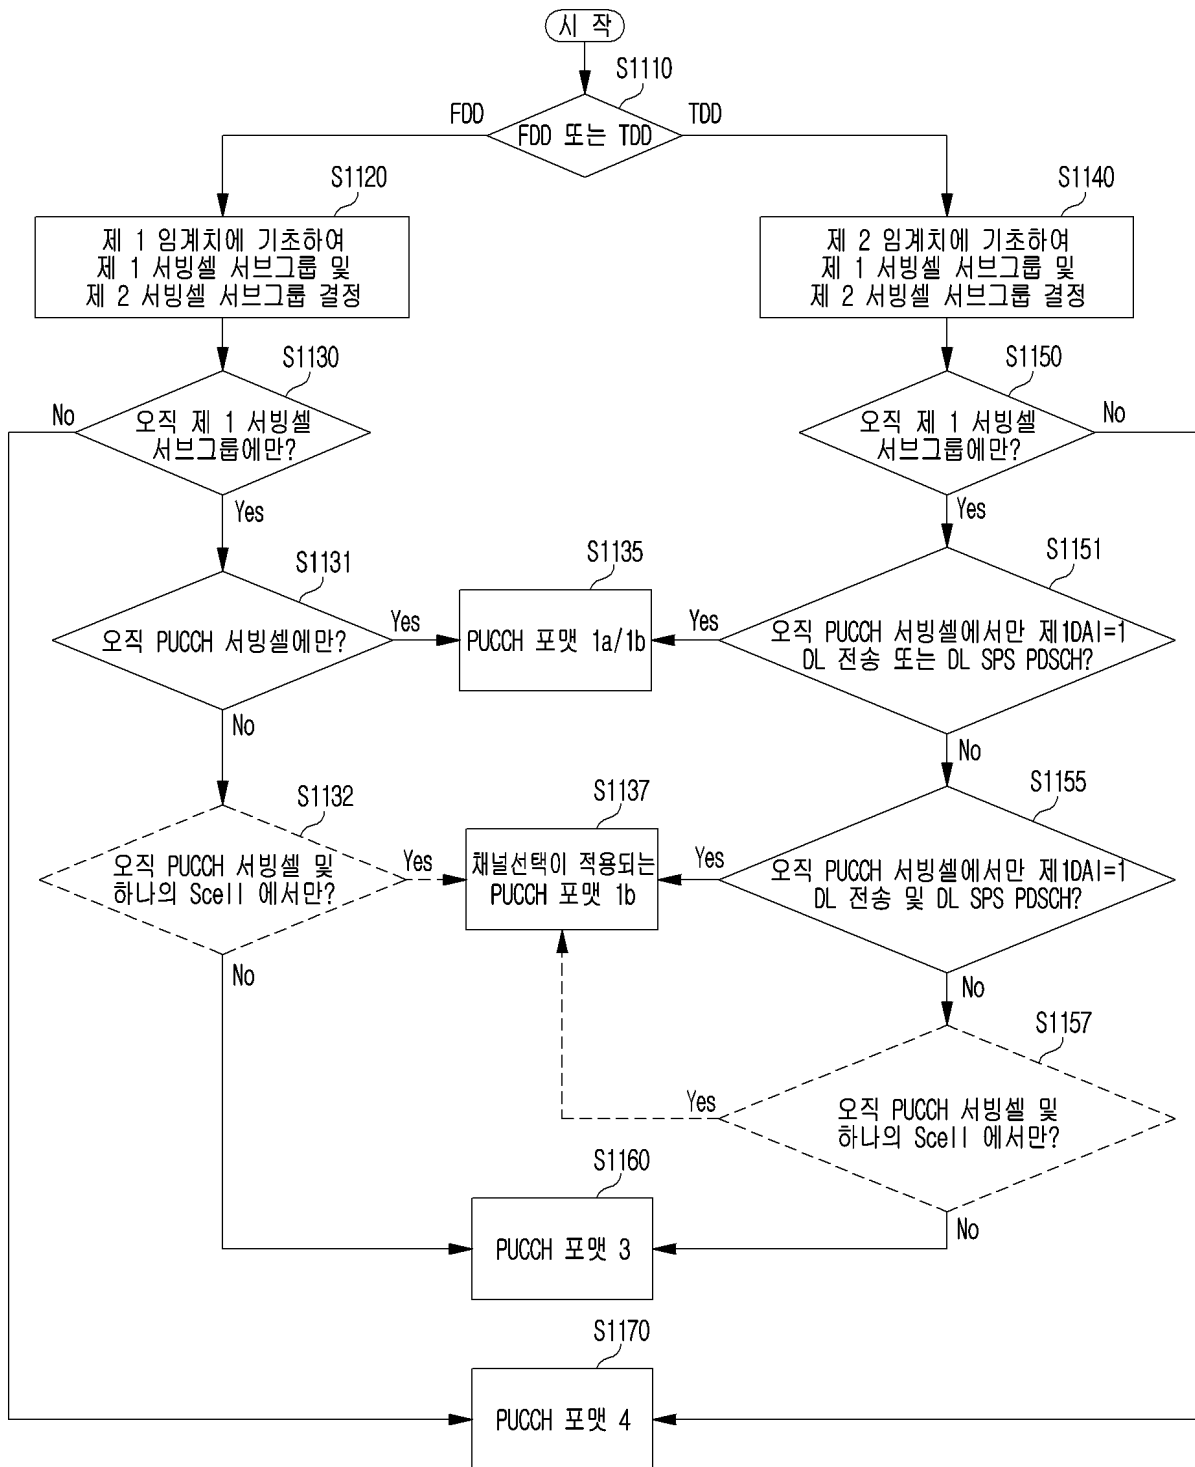 시 작
S1110
FDD
FDD 또는 TDD
TDD
S1120
제 1 임계치에 기초하여
제 1 서빙셀 서브그룹 및
제 2 서빙셀 서브그룹 결정
S1140
제 2 임계치에 기초하여
제 1 서빙셀 서브그룹 및
제 2 서빙셀 서브그룹 결정
S1130
No
오직 제 1 서빙셀
서브그룹에만?
Yes
S1150
오직 제 1 서빙셀
서브그룹에만?
No
Yes
S1131
오직 PUCCH 서빙셀에만?
Yes
No
S1135
PUCCH 포맷 1a/1b
S1151
Yes
오직 PUCCH 서빙셀에서만 제1DAI=1
DL 전송 또는 DL SPS PDSCH?
No
S1132
오직 PUCCH 서빙셀 및
하나의 Scell 에서만?
Yes
No
S1137
채널선택이 적용되는
PUCCH 포맷 1b
S1155
Yes
오직 PUCCH 서빙셀에서만 제1DAI=1
DL 전송 및 DL SPS PDSCH?
No
S1157
Yes
오직 PUCCH 서빙셀 및
하나의 Scell 에서만?
No
S1160
PUCCH 포맷 3
S1170
PUCCH 포맷 4